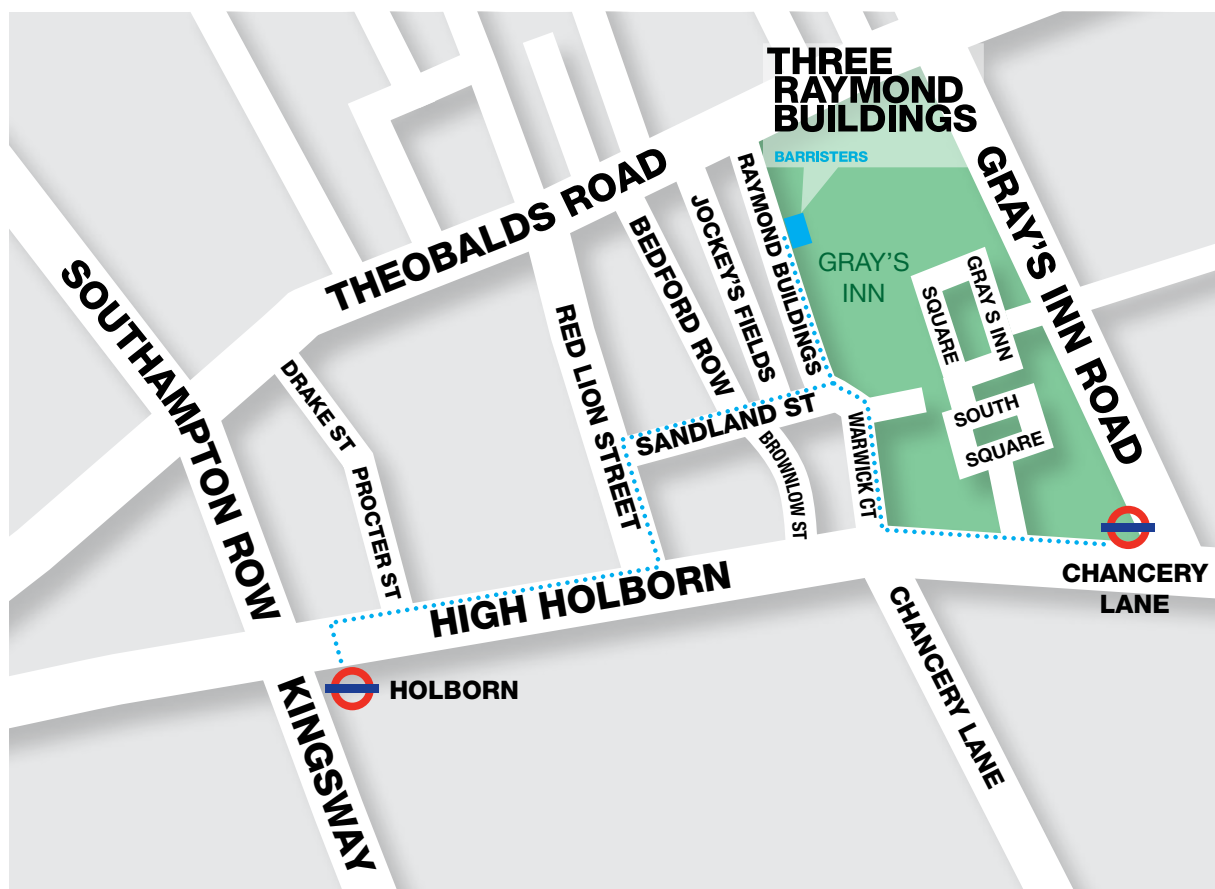 THREE
RAYMOND
BUILDINGS
BARRISTERS
THEOBALDS ROAD
GRAY'S INN ROAD
RAYMOND BUILDINGS
JOCKEY'S FIELDS
BEDFORD ROW
GRAY'S
INN
GRAY S INN
SQUARE
SOUTHAMPTON ROW
RED LION STREET
DRAKE ST
PROCTER ST
SANDLAND ST
BROWNLOW ST
WARWICK CT
SOUTH
SQUARE
HIGH HOLBORN
CHANCERY
LANE
CHANCERY LANE
HOLBORN
KINGSWAY